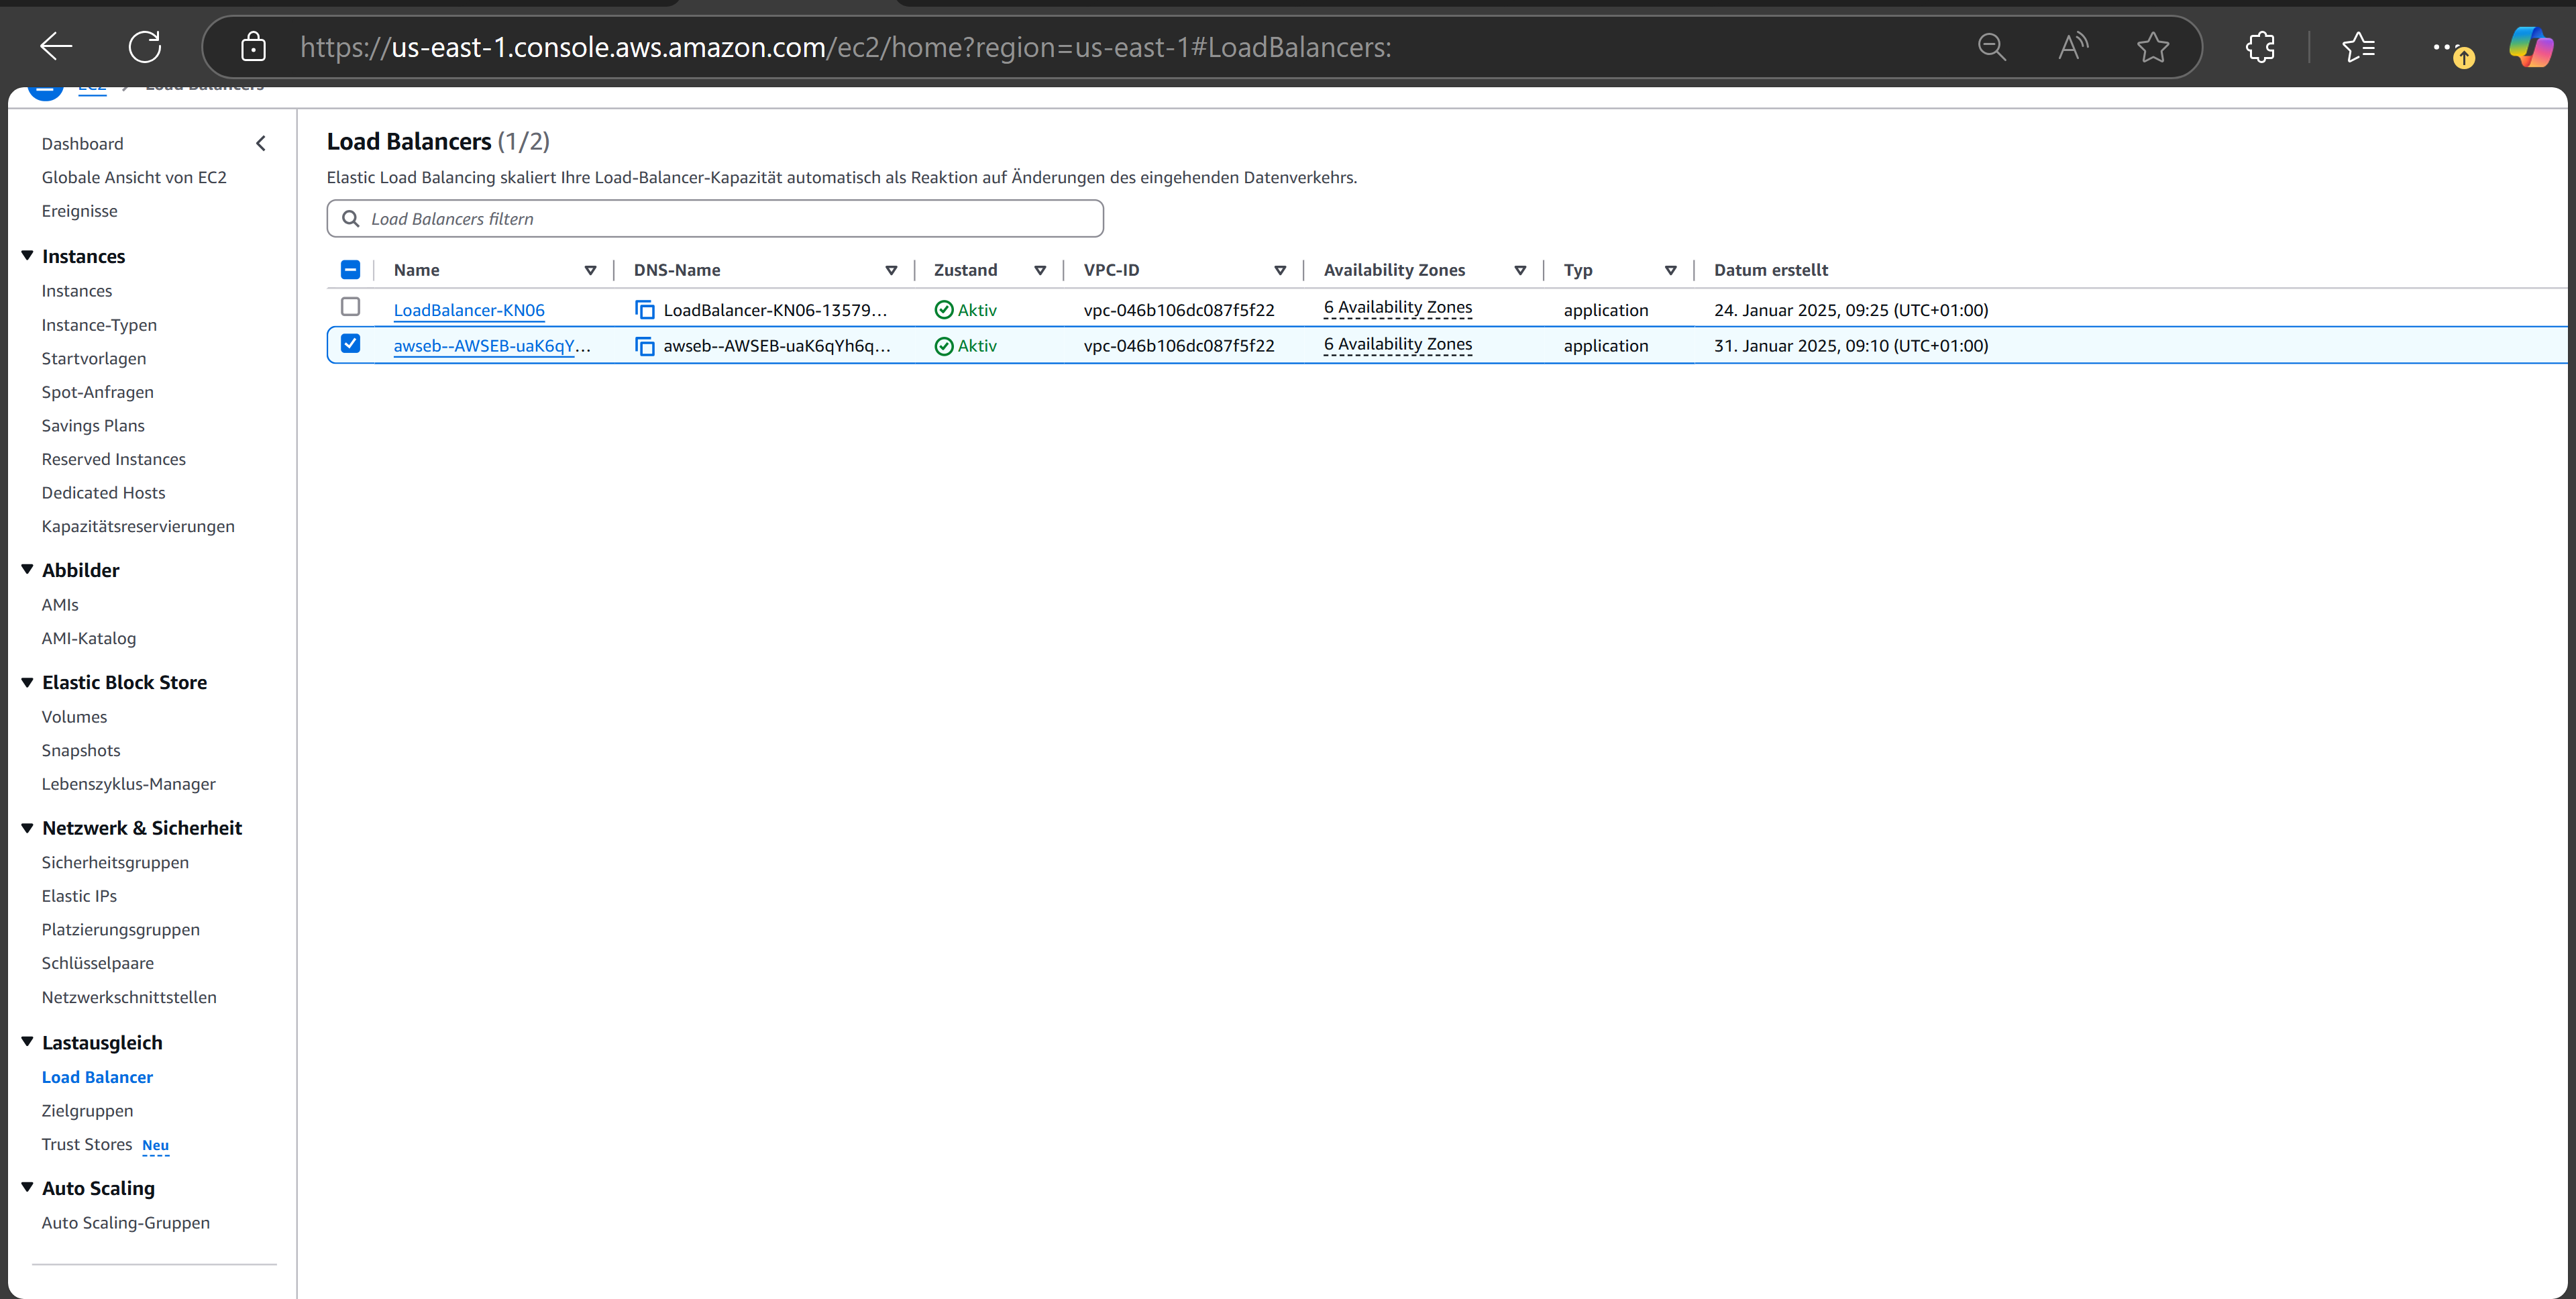 https://us-east-1.console.aws.amazon.com/ec2/home?region=us-east-1#LoadBalancers:
EC2 > Load Balancers
Dashboard
Globale Ansicht von EC2
Ereignisse
Instances
Instances
Instance-Typen
Startvorlagen
Spot-Anfragen
Savings Plans
Reserved Instances
Dedicated Hosts
Kapazitätsreservierungen
Abbilder
AMIs
AMI-Katalog
Elastic Block Store
Volumes
Snapshots
Lebenszyklus-Manager
Netzwerk & Sicherheit
Sicherheitsgruppen
Elastic IPs
Platzierungsgruppen
Schlüsselpaare
Netzwerkschnittstellen
Lastausgleich
Load Balancer
Zielgruppen
Trust Stores Neu
Auto Scaling
Auto Scaling-Gruppen
Load Balancers (1/2)
Elastic Load Balancing skaliert Ihre Load-Balancer-Kapazität automatisch als Reaktion auf Änderungen des eingehenden Datenverkehrs.
Load Balancers filtern
Name DNS-Name Zustand VPC-ID Availability Zones Typ Datum erstellt
LoadBalancer-KN06 LoadBalancer-KN06-13579... Aktiv vpc-046b106dc087f5f22 6 Availability Zones application 24. Januar 2025, 09:25 (UTC+01:00)
awseb--AWSEB-uaK6qY... awseb--AWSEB-uaK6qYh6q... Aktiv vpc-046b106dc087f5f22 6 Availability Zones application 31. Januar 2025, 09:10 (UTC+01:00)